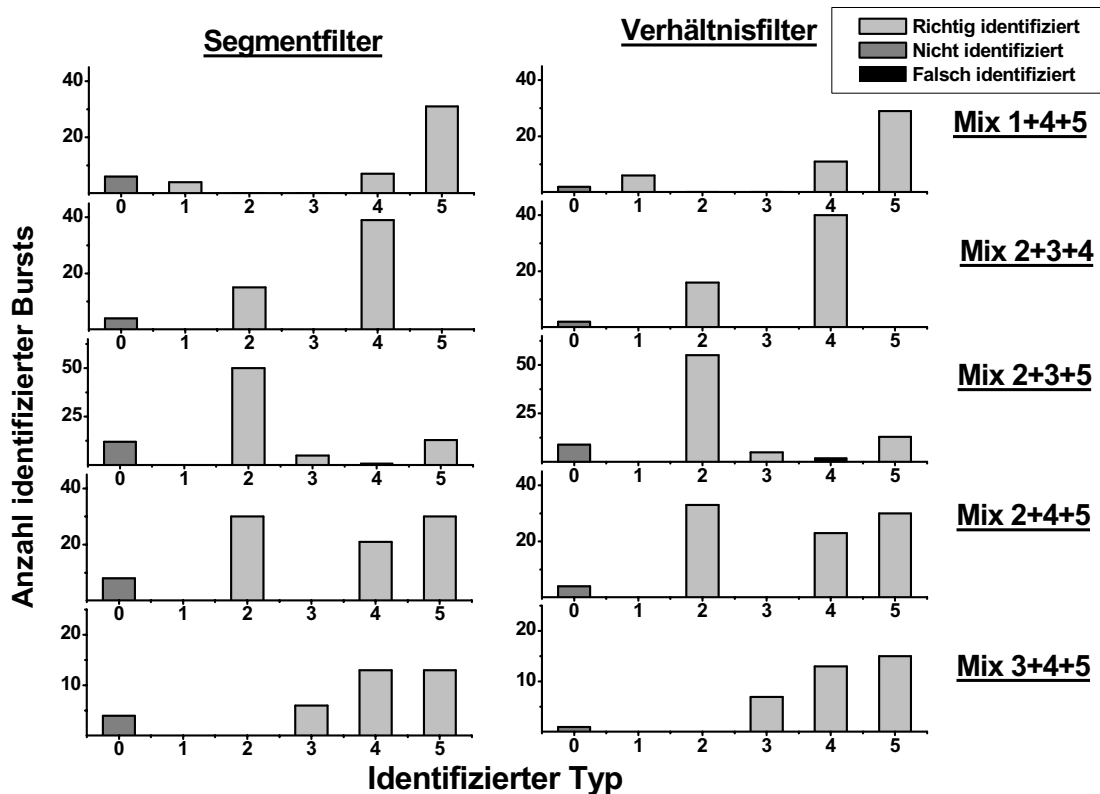 Segmentfilter
Verhältnisfilter
Richtig identifiziert
Nicht identifiziert
Falsch identifiziert
Anzahl identifizierter Bursts
40
20
0 1 2 3 4 5
40
20
0 1 2 3 4 5
Mix 1+4+5
40
20
0 1 2 3 4 5
40
20
0 1 2 3 4 5
Mix 2+3+4
50
25
0 1 2 3 4 5
50
25
0 1 2 3 4 5
Mix 2+3+5
40
20
0 1 2 3 4 5
40
20
0 1 2 3 4 5
Mix 2+4+5
20
10
0 1 2 3 4 5
20
10
0 1 2 3 4 5
Mix 3+4+5
Identifizierter Typ